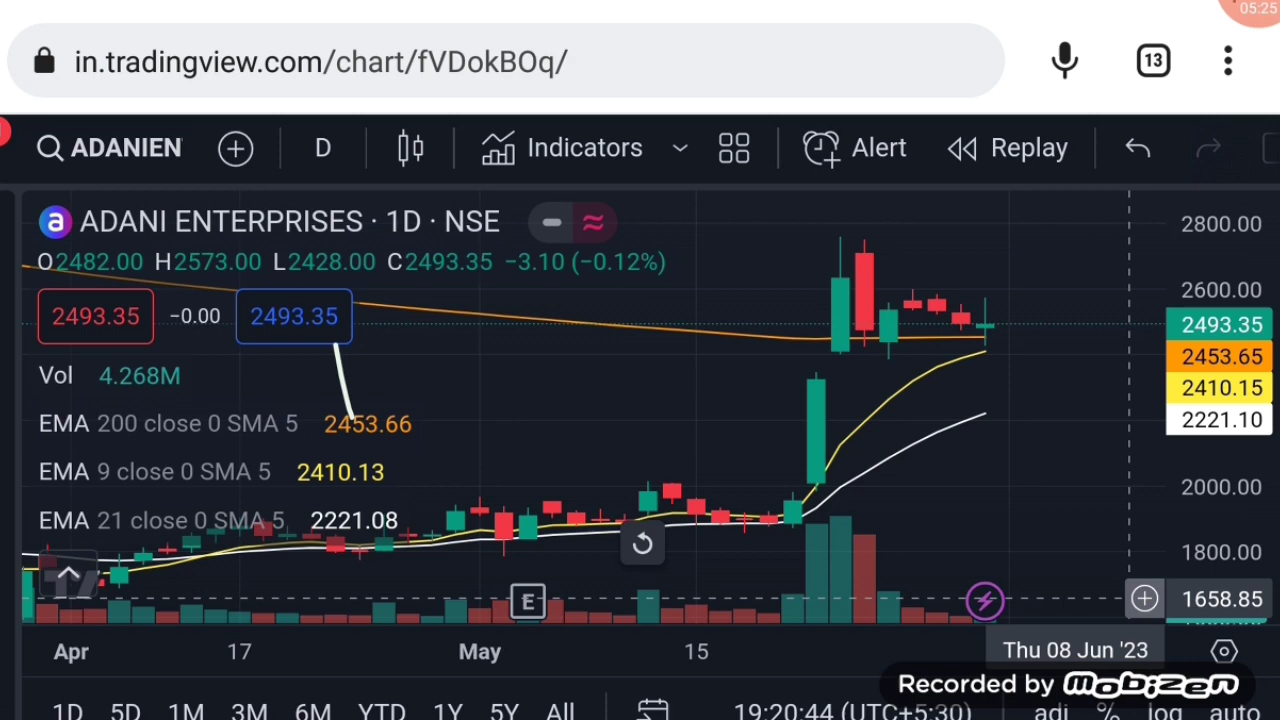 05:25
in.tradingview.com/chart/fVDokBOq/
13
ADANIEN
D
Indicators
Alert
Replay
a ADANI ENTERPRISES · 1D · NSE
O2482.00 H2573.00 L2428.00 C2493.35 −3.10 (−0.12%)
2493.35 −0.00 2493.35
Vol 4.268M
EMA 200 close 0 SMA 5 2453.66
EMA 9 close 0 SMA 5 2410.13
EMA 21 close 0 SMA 5 2221.08
2800.00
2600.00
2493.35
2453.65
2410.15
2221.10
2000.00
1800.00
1658.85
E
Apr 17 May 15 Thu 08 Jun '23
Recorded by Mobizen
1D 5D 1M 3M 6M YTD 1Y 5Y All 19:20:44 (UTC+5:30) adj % log auto